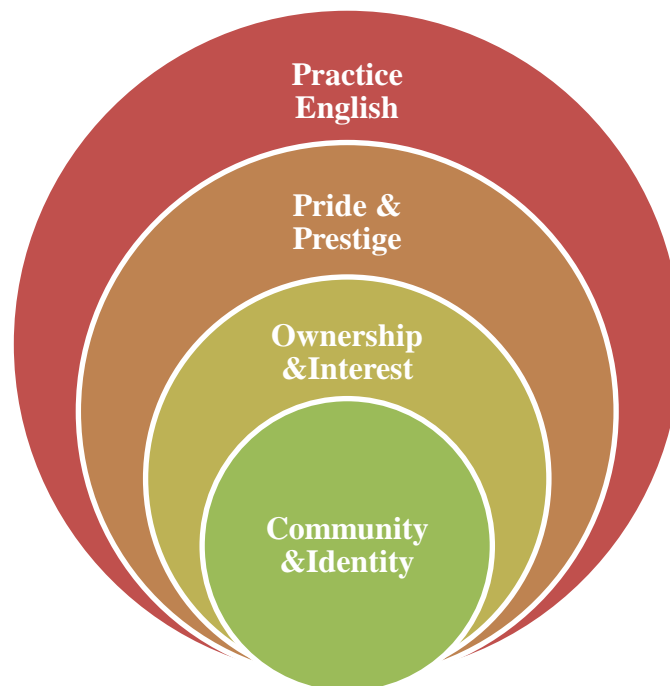 Practice
English
Pride &
Prestige
Ownership
&Interest
Community
&Identity